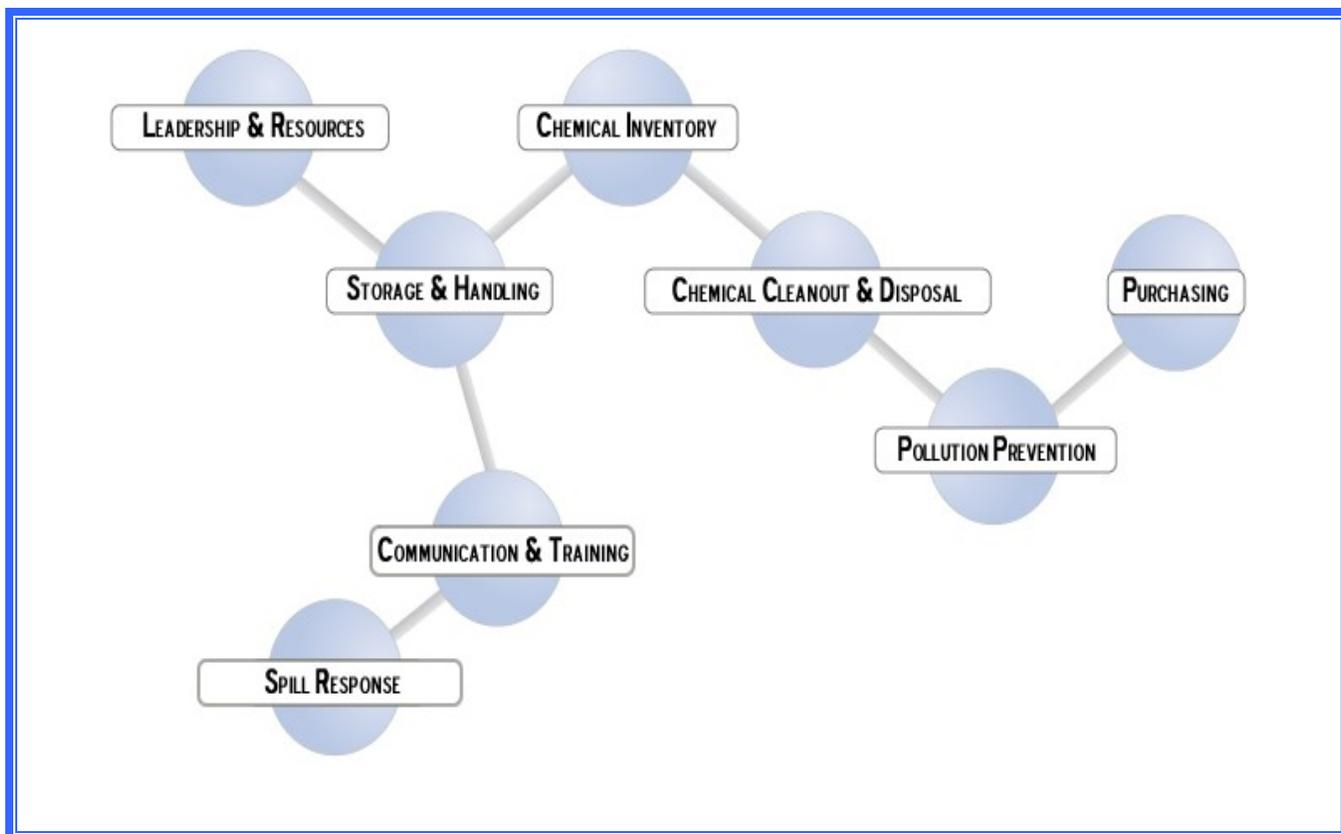 Leadership & Resources
Chemical Inventory
Storage & Handling
Chemical Cleanout & Disposal
Purchasing
Pollution Prevention
Communication & Training
Spill Response